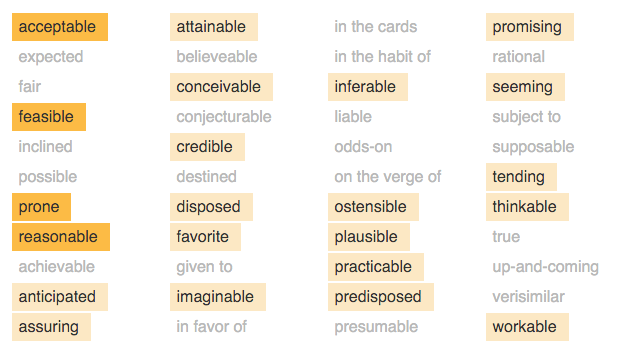 acceptable
expected
fair
feasible
inclined
possible
prone
reasonable
achievable
anticipated
assuring
attainable
believeable
conceivable
conjecturable
credible
destined
disposed
favorite
given to
imaginable
in favor of
in the cards
in the habit of
inferable
liable
odds-on
on the verge of
ostensible
plausible
practicable
predisposed
presumable
promising
rational
seeming
subject to
supposable
tending
thinkable
true
up-and-coming
verisimilar
workable